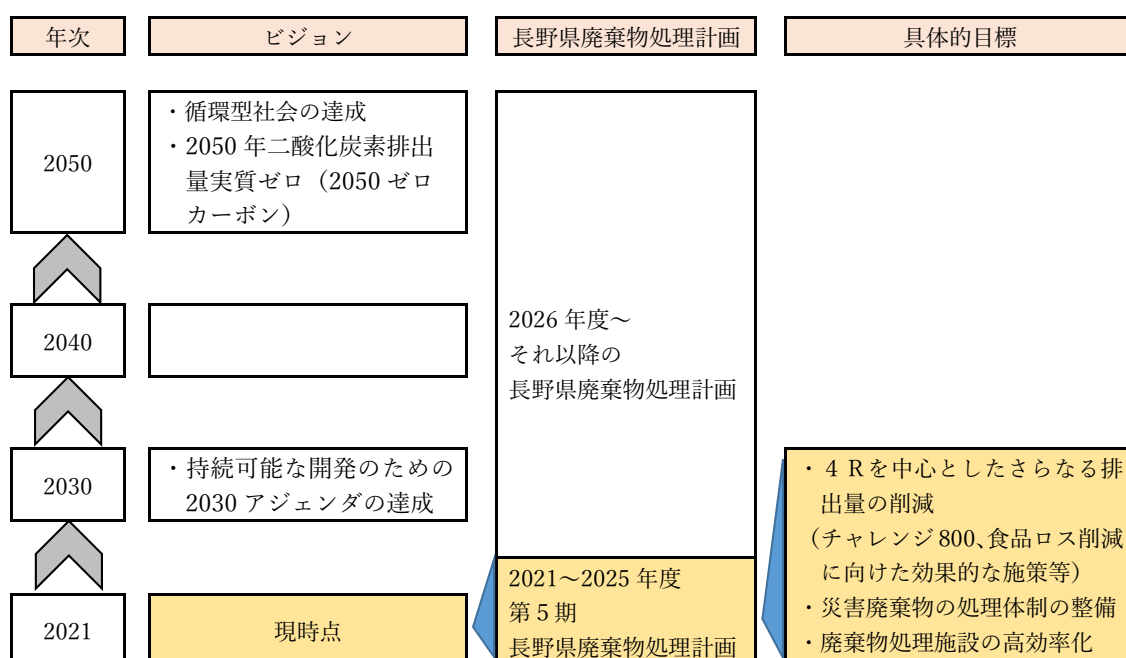 年次
ビジョン
長野県廃棄物処理計画
具体的目標
2050
・循環型社会の達成
・2050 年二酸化炭素排出
量実質ゼロ（2050 ゼロ
カーボン）
2040
2026 年度～
それ以降の
長野県廃棄物処理計画
2030
・持続可能な開発のための
2030 アジェンダの達成
・４Ｒを中心としたさらなる排
出量の削減
（チャレンジ 800、食品ロス削減
に向けた効果的な施策等）
・災害廃棄物の処理体制の整備
・廃棄物処理施設の高効率化
2021
現時点
2021～2025 年度
第５期
長野県廃棄物処理計画